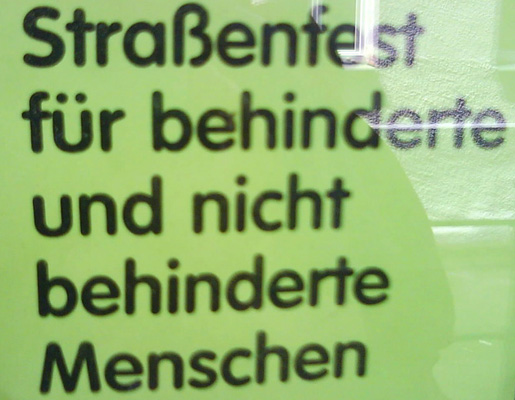 Straßenfest
für behinderte
und nicht
behinderte
Menschen